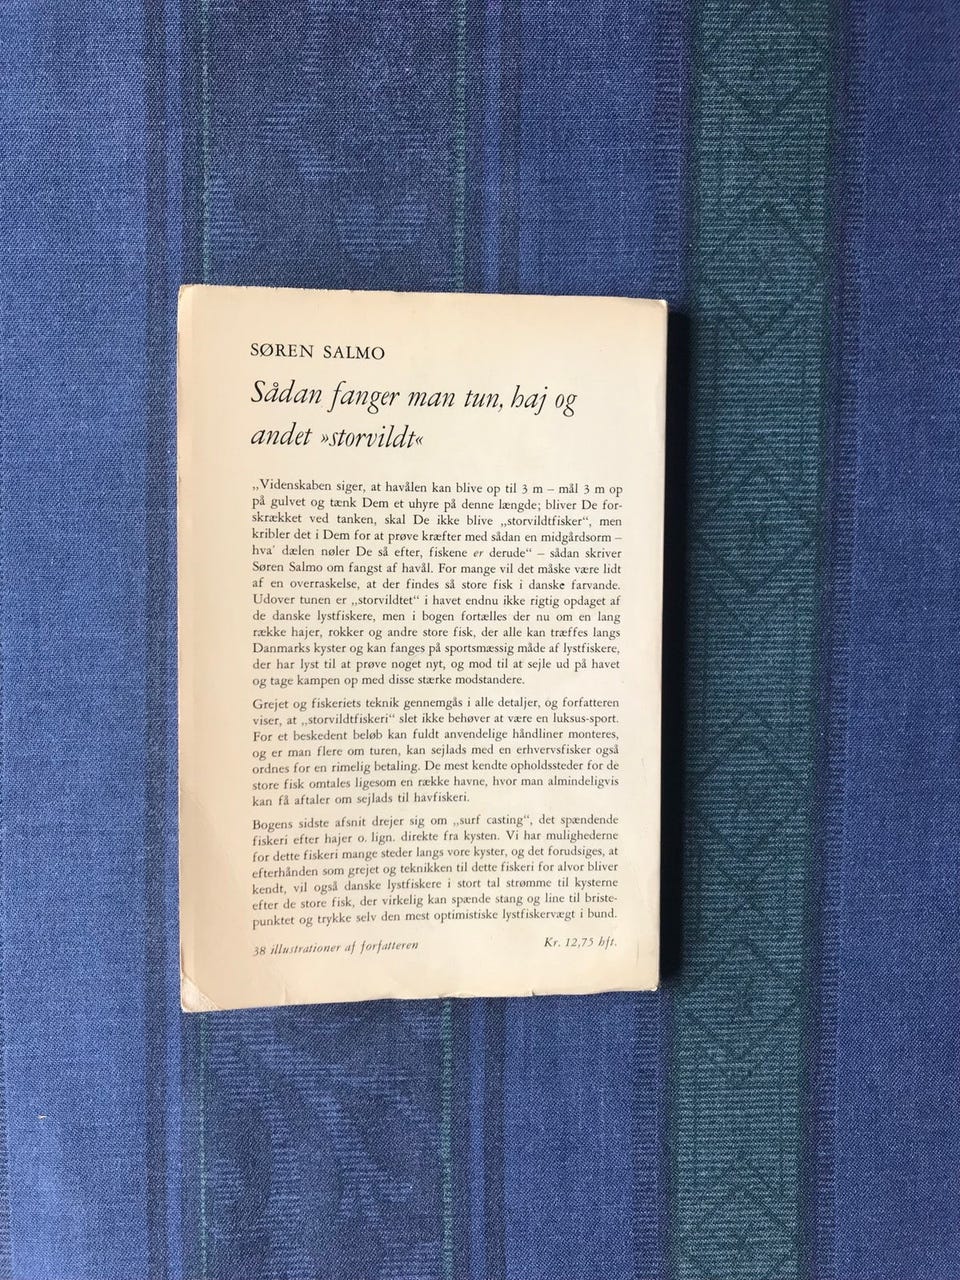 SØREN SALMO
Sådan fanger man tun, haj og
andet »storvildt«
„Videnskaben siger, at havålen kan blive op til 3 m – mål 3 m op
på gulvet og tænk Dem et uhyre på denne længde; bliver De for-
skrækket ved tanken, skal De ikke blive „storvildtfisker“, men
kribler det i Dem for at prøve kræfter med sådan en midgårdsorm –
hva' dælen nøler De så efter, fiskene er derude“ – sådan skriver
Søren Salmo om fangst af havål. For mange vil det måske være lidt
af en overraskelse, at der findes så store fisk i danske farvande.
Udover tunen er „storvildtet“ i havet endnu ikke rigtig opdaget af
de danske lystfiskere, men i bogen fortælles der nu om en lang
række hajer, rokker og andre store fisk, der alle kan træffes langs
Danmarks kyster og kan fanges på sportsmæssig måde af lystfiskere,
der har lyst til at prøve noget nyt, og mod til at sejle ud på havet
og tage kampen op med disse stærke modstandere.
Grejet og fiskeriets teknik gennemgås i alle detaljer, og forfatteren
viser, at „storvildtfiskeri“ slet ikke behøver at være en luksus-sport.
For et beskedent beløb kan fuldt anvendelige håndliner monteres,
og er man flere om turen, kan sejlads med en erhvervsfisker også
ordnes for en rimelig betaling. De mest kendte opholdssteder for de
store fisk omtales ligesom en række havne, hvor man almindeligvis
kan få aftaler om sejlads til havfiskeri.
Bogens sidste afsnit drejer sig om „surf casting“, det spændende
fiskeri efter hajer o. lign. direkte fra kysten. Vi har mulighederne
for dette fiskeri mange steder langs vore kyster, og det forudsiges, at
efterhånden som grejet og teknikken til dette fiskeri for alvor bliver
kendt, vil også danske lystfiskere i stort tal strømme til kysterne
efter de store fisk, der virkelig kan spænde stang og line til briste-
punktet og trykke selv den mest optimistiske lystfiskervægt i bund.
38 illustrationer af forfatteren
Kr. 12,75 hft.